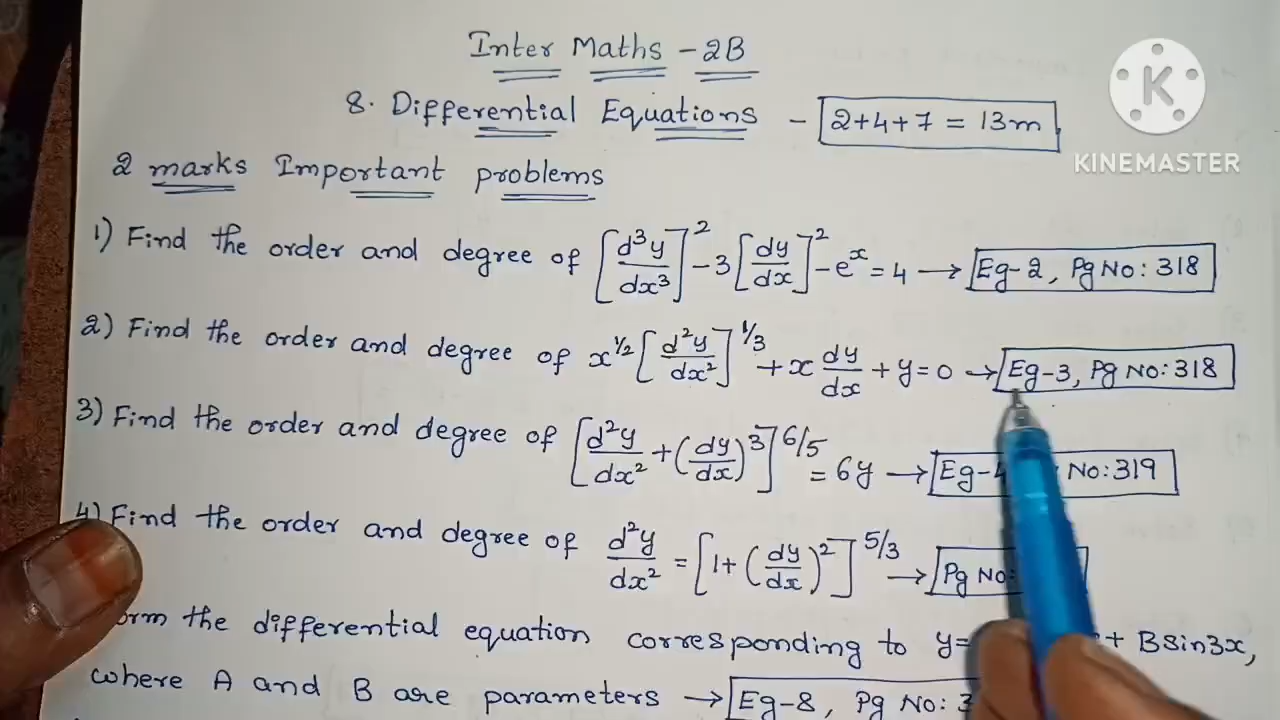 Inter Maths - 2B
8. Differential Equations - 2+4+7 = 13m
K
KINEMASTER
2 marks Important problems
1) Find the order and degree of [d³y/dx³]² - 3[dy/dx]² - eˣ = 4 → Eg-2, Pg No: 318
2) Find the order and degree of x^1/2 [d²y/dx²]^1/3 + x dy/dx + y = 0 → Eg-3, Pg No: 318
3) Find the order and degree of [d²y/dx² + (dy/dx)³]^6/5 = 6y → Eg- No: 319
4) Find the order and degree of d²y/dx² = [1+ (dy/dx)²]^5/3 → Pg No:
the differential equation corresponding to y= + B sin3x,
where A and B are parameters → Eg-8, Pg No: 3